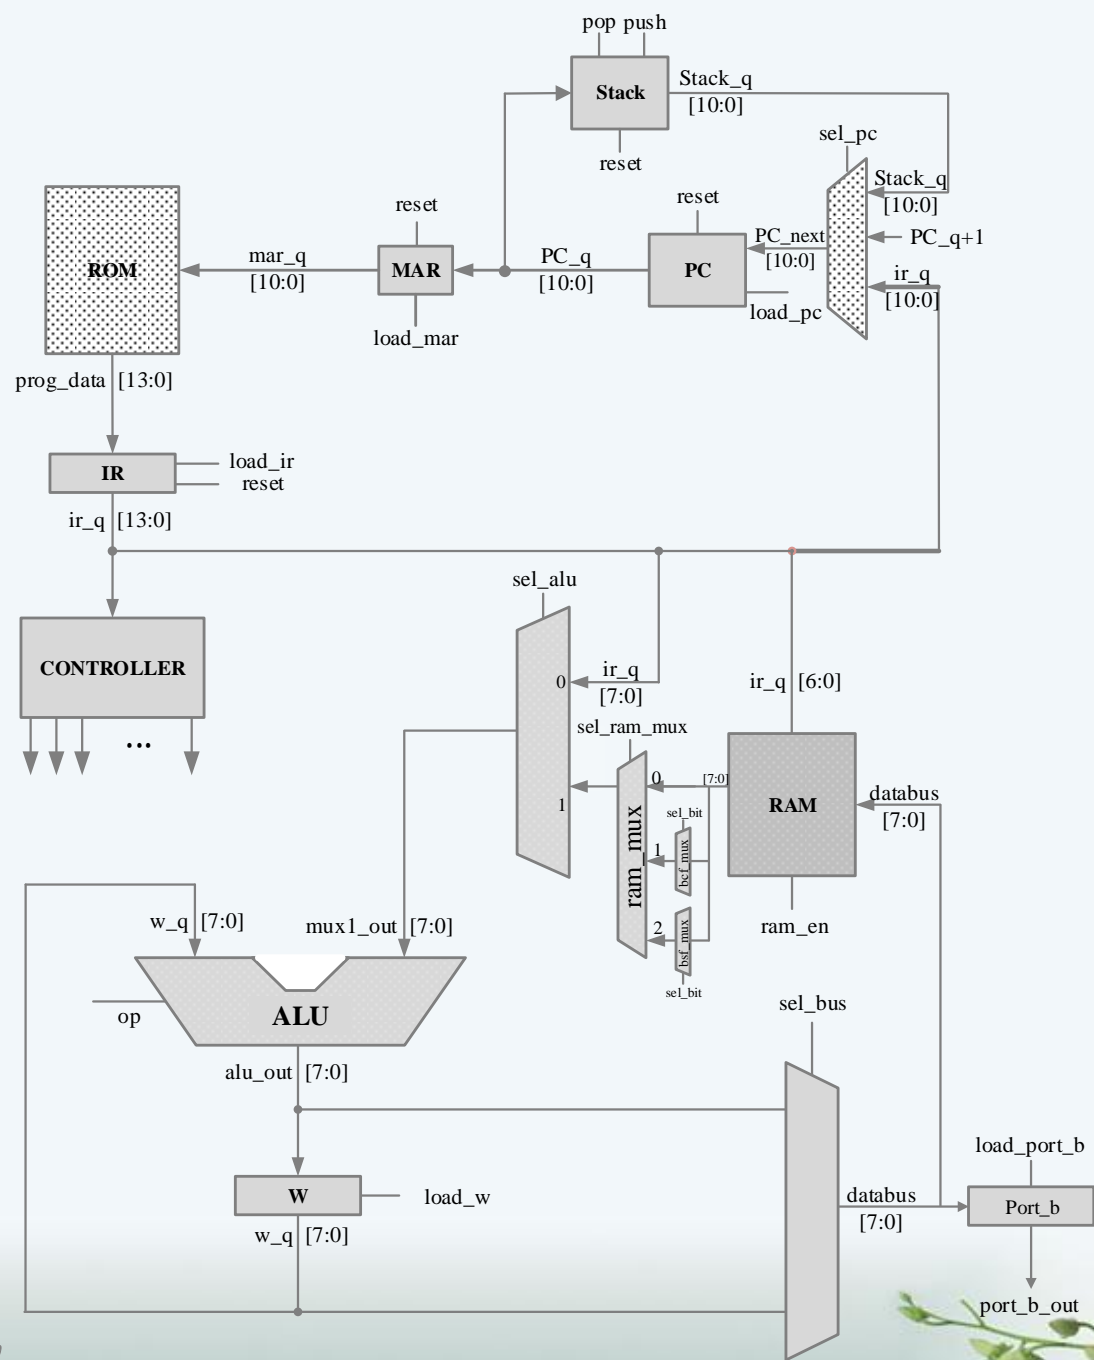 pop push
Stack
Stack_q
[10:0]
reset
sel_pc
Stack_q
[10:0]
PC_q+1
ir_q
[10:0]
reset
PC_next
[10:0]
PC
load_pc
PC_q
[10:0]
reset
MAR
load_mar
mar_q
[10:0]
ROM
prog_data [13:0]
IR
load_ir
reset
ir_q [13:0]
CONTROLLER
...
sel_alu
0
ir_q
[7:0]
1
sel_ram_mux
ram_mux
0
[7:0]
sel_bit
1
bcf_mux
2
bsf_mux
sel_bit
ir_q [6:0]
RAM
databus
[7:0]
ram_en
w_q [7:0]
mux1_out [7:0]
op
ALU
alu_out [7:0]
W
load_w
w_q [7:0]
sel_bus
databus
[7:0]
load_port_b
Port_b
port_b_out